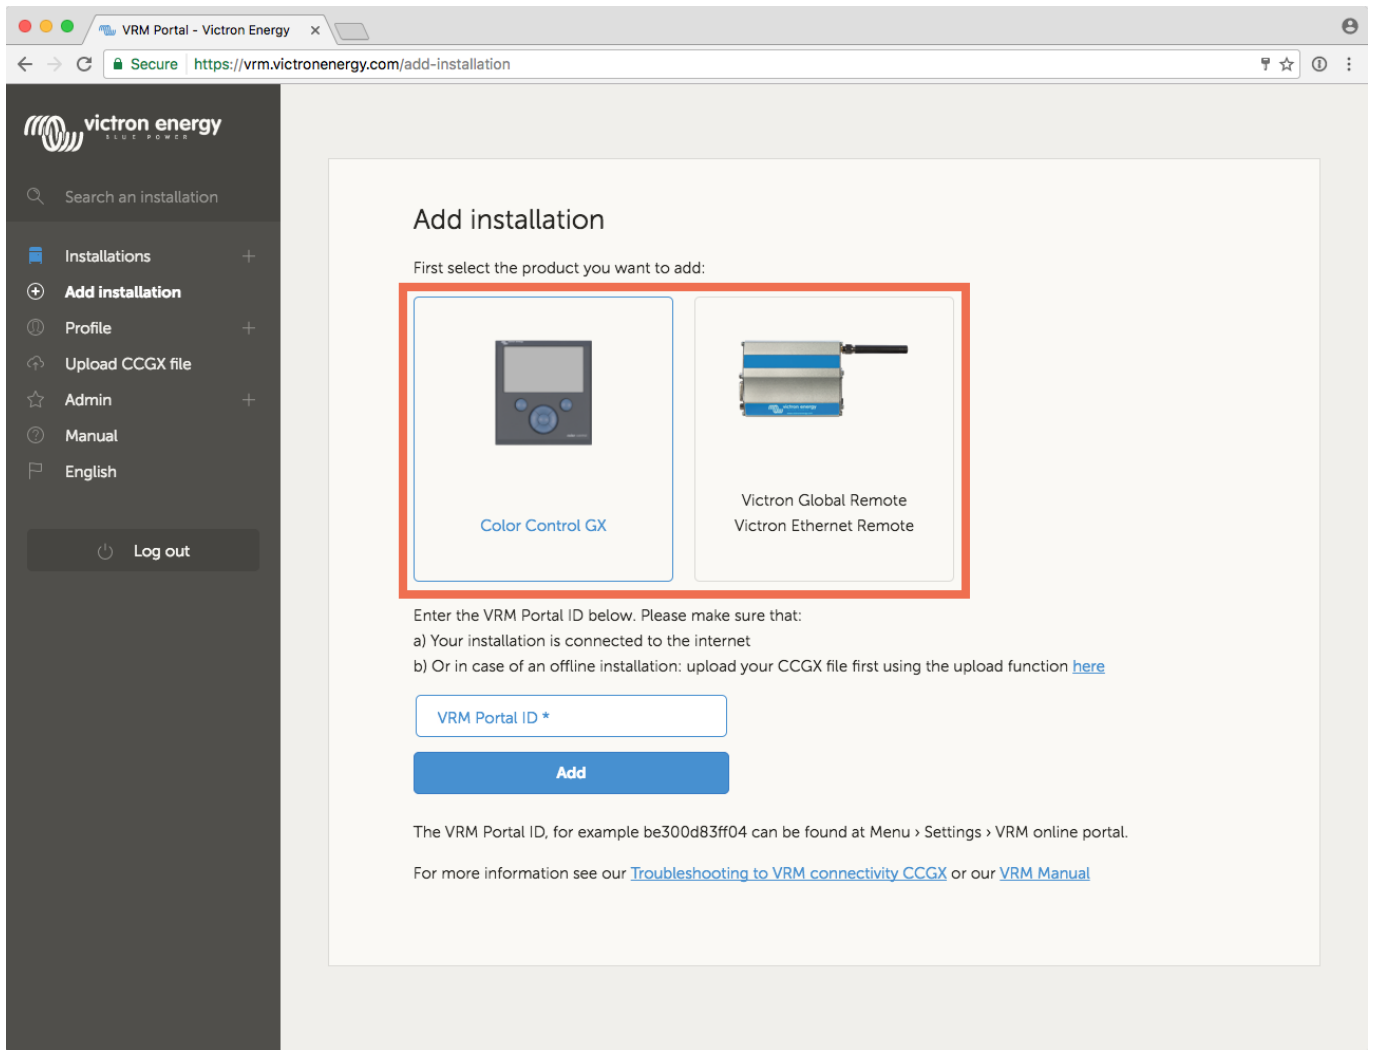 VRM Portal - Victron Energy
Secure https://vrm.victronenergy.com/add-installation
victron energy
BLUE POWER
Search an installation
Installations
Add installation
Profile
Upload CCGX file
Admin
Manual
English
Log out
Add installation
First select the product you want to add:
Color Control GX
victron energy
Victron Global Remote
Victron Ethernet Remote
Enter the VRM Portal ID below. Please make sure that:
a) Your installation is connected to the internet
b) Or in case of an offline installation: upload your CCGX file first using the upload function here
VRM Portal ID *
Add
The VRM Portal ID, for example be300d83ff04 can be found at Menu › Settings › VRM online portal.
For more information see our Troubleshooting to VRM connectivity CCGX or our VRM Manual